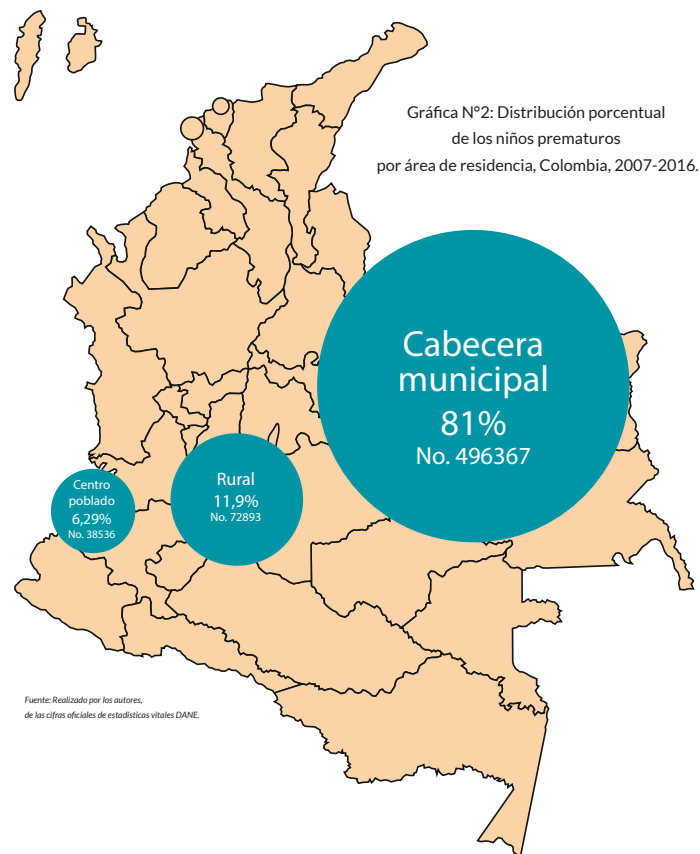 Gráfica N°2: Distribución porcentual
de los niños prematuros
por área de residencia, Colombia, 2007-2016.
Cabecera
municipal
81%
No. 496367
Rural
11,9%
No. 72893
Centro
poblado
6,29%
No. 38536
Fuente: Realizado por los autores,
de las cifras oficiales de estadísticas vitales DANE.